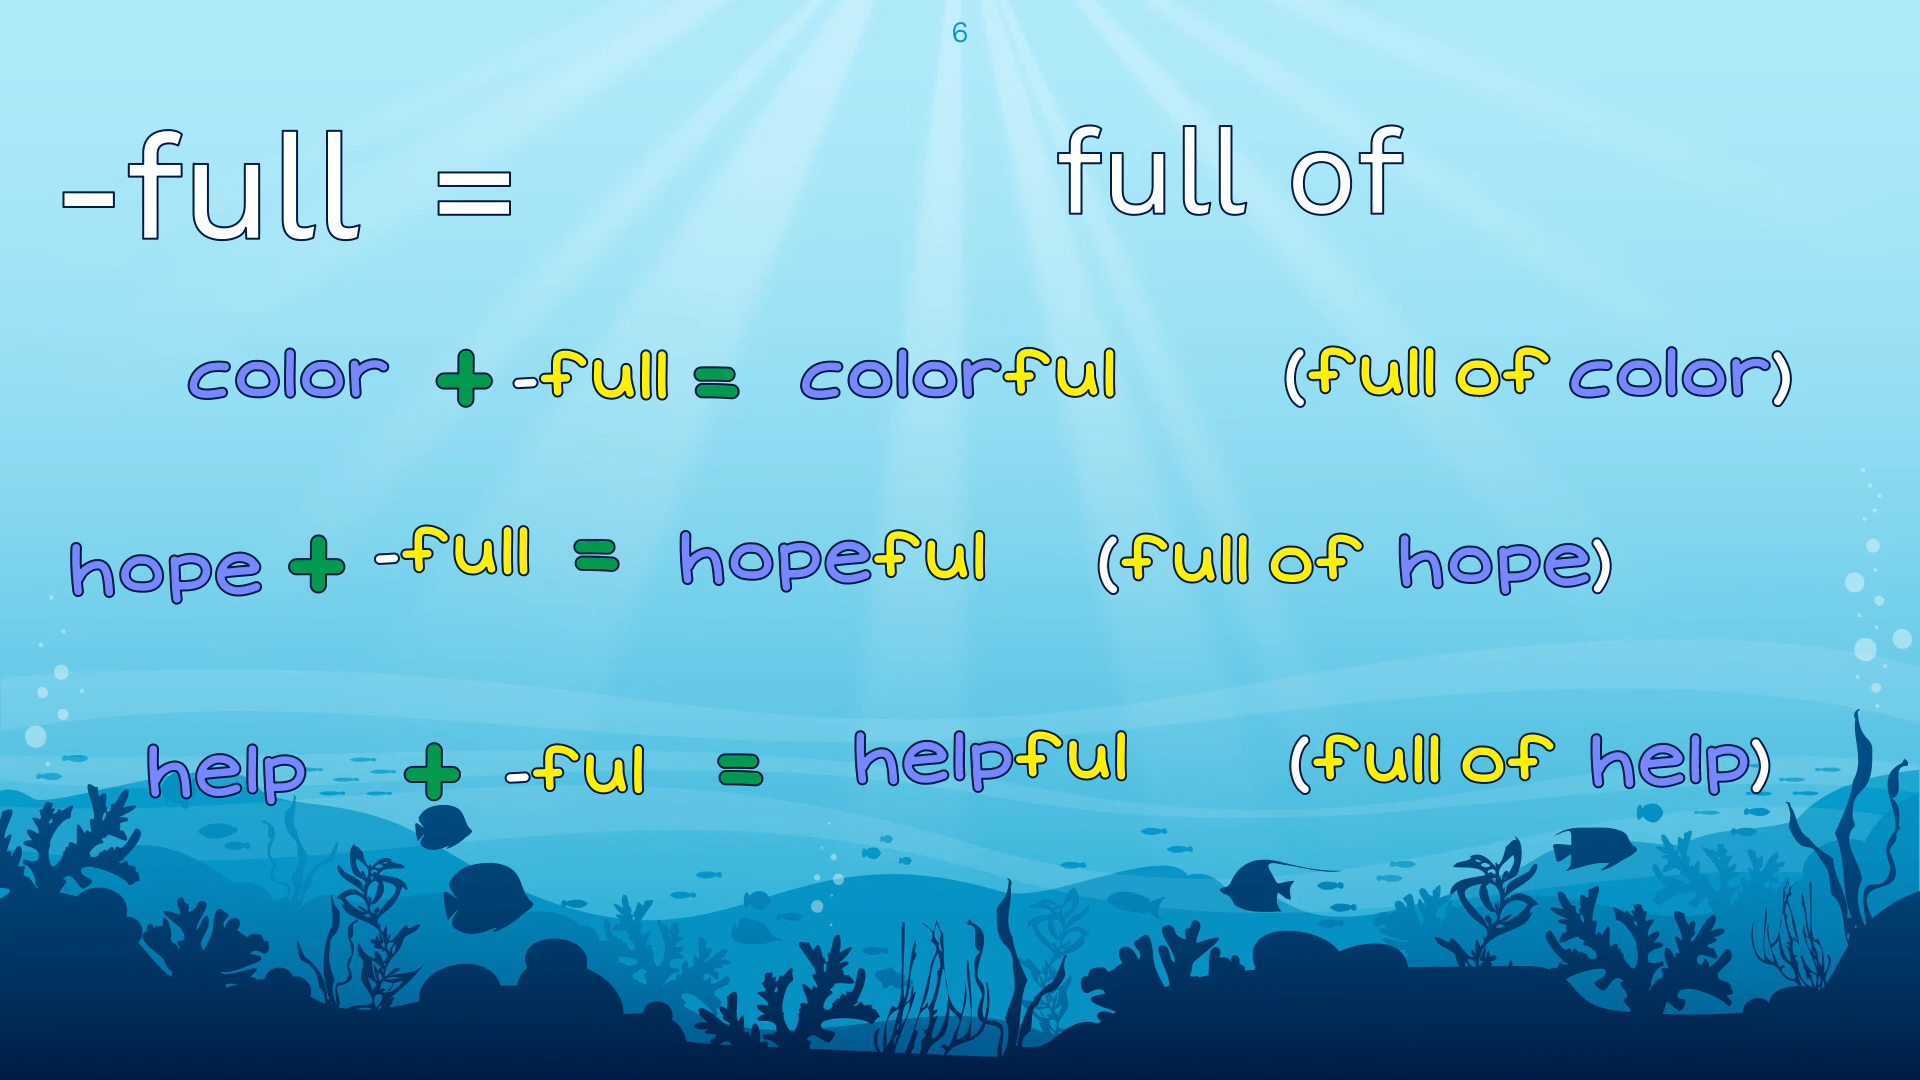 6
-full = full of
color + -full = colorful (full of color)
hope + -full = hopeful (full of hope)
help + -ful = helpful (full of help)